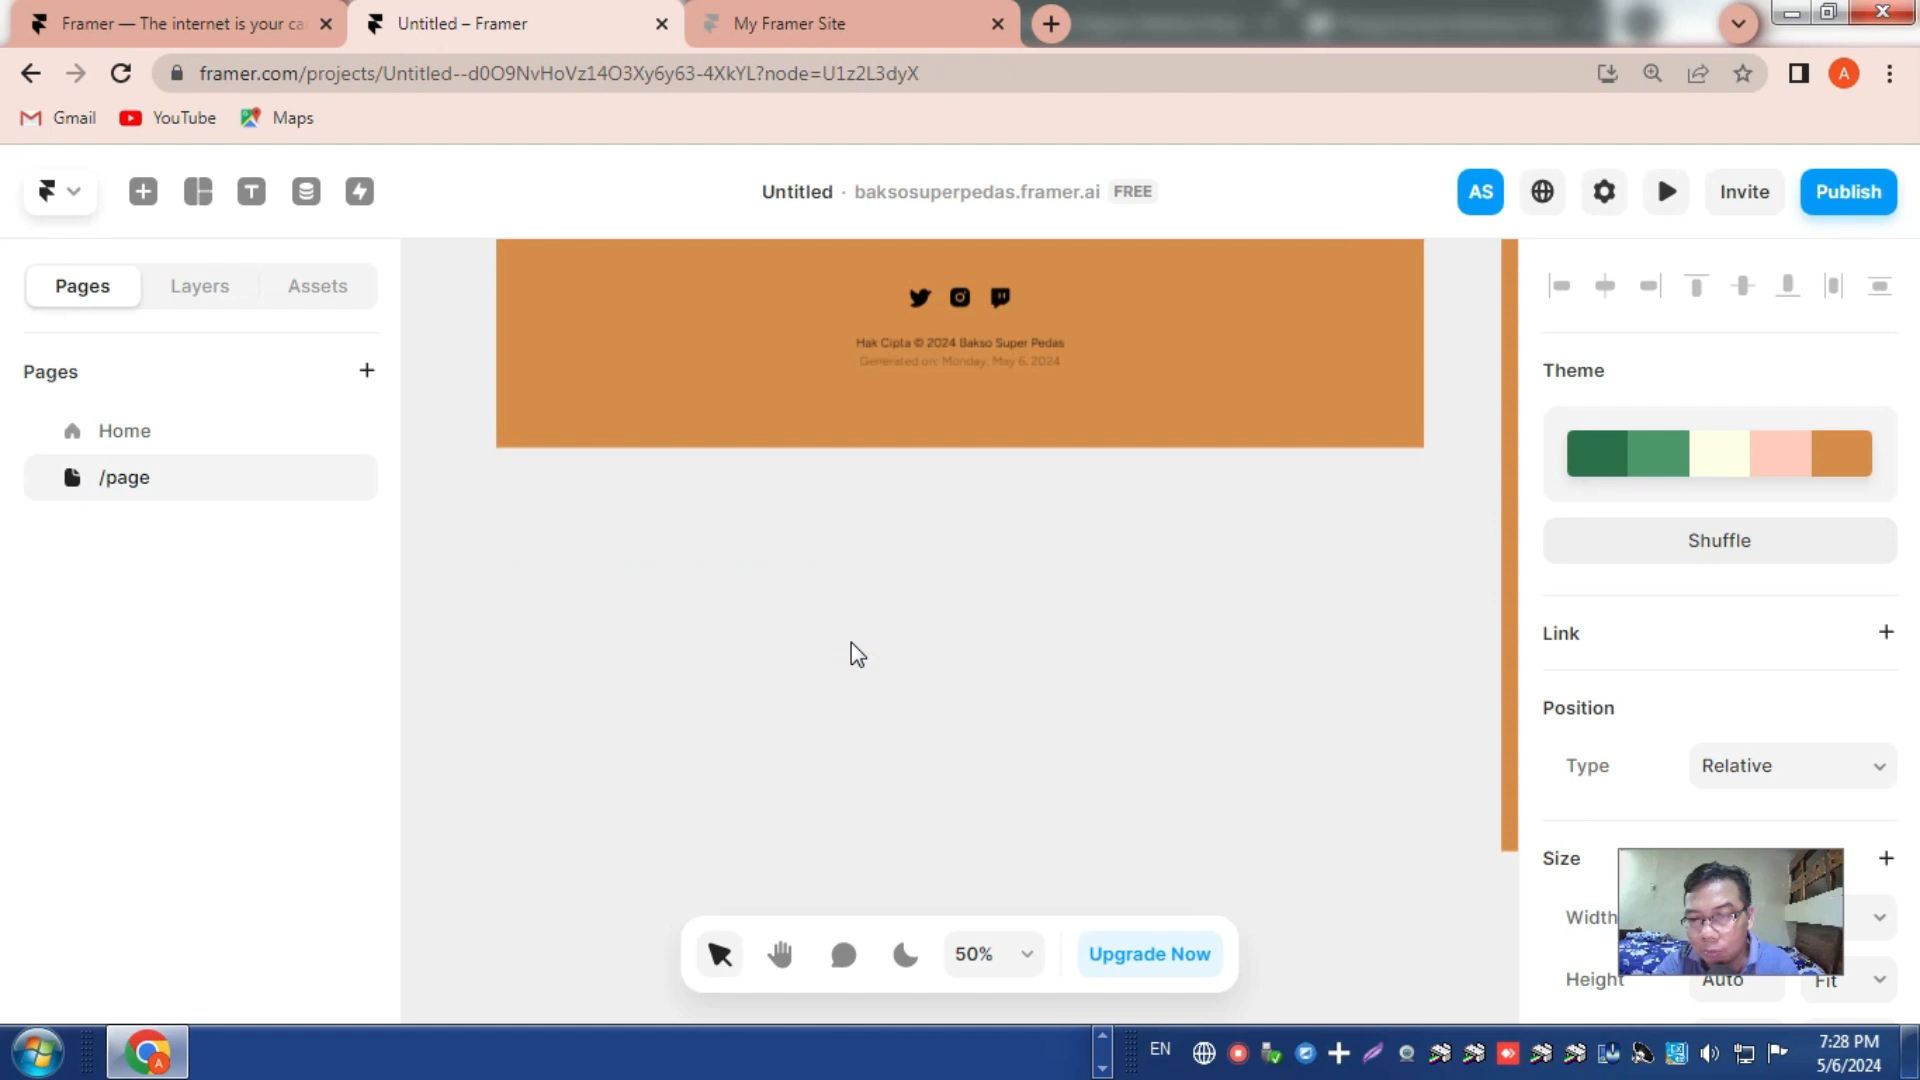 Framer — The internet is your ca
Untitled – Framer
My Framer Site
framer.com/projects/Untitled--d0O9NvHoVz14O3Xy6y63-4XkYL?node=U1z2L3dyX
A
Gmail
YouTube
Maps
Untitled · baksosuperpedas.framer.ai FREE
AS
Invite
Publish
Pages
Layers
Assets
Pages
Home
/page
Hak Cipta © 2024 Bakso Super Pedas
Generated on: Monday, May 6, 2024
Theme
Shuffle
Link
Position
Type
Relative
Size
Width
Height
Auto
Fit
50%
Upgrade Now
A
EN
7:28 PM
5/6/2024